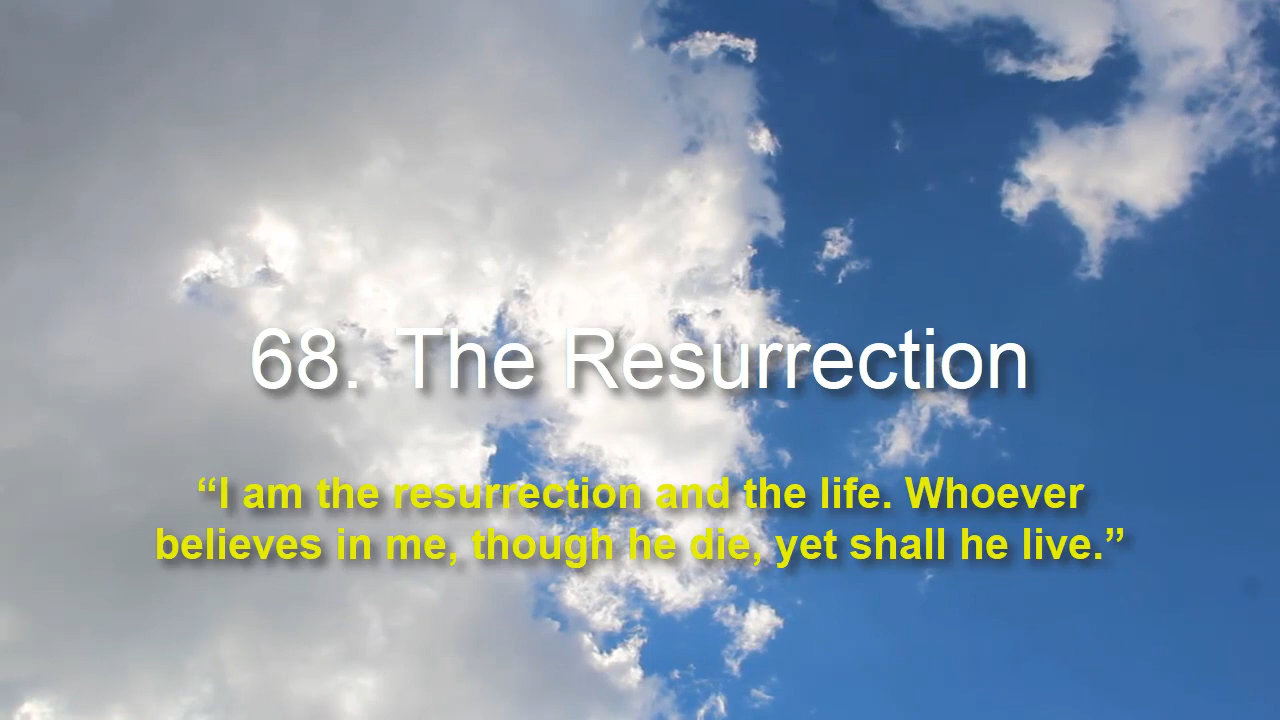 68. The Resurrection
“I am the resurrection and the life. Whoever
believes in me, though he die, yet shall he live.”